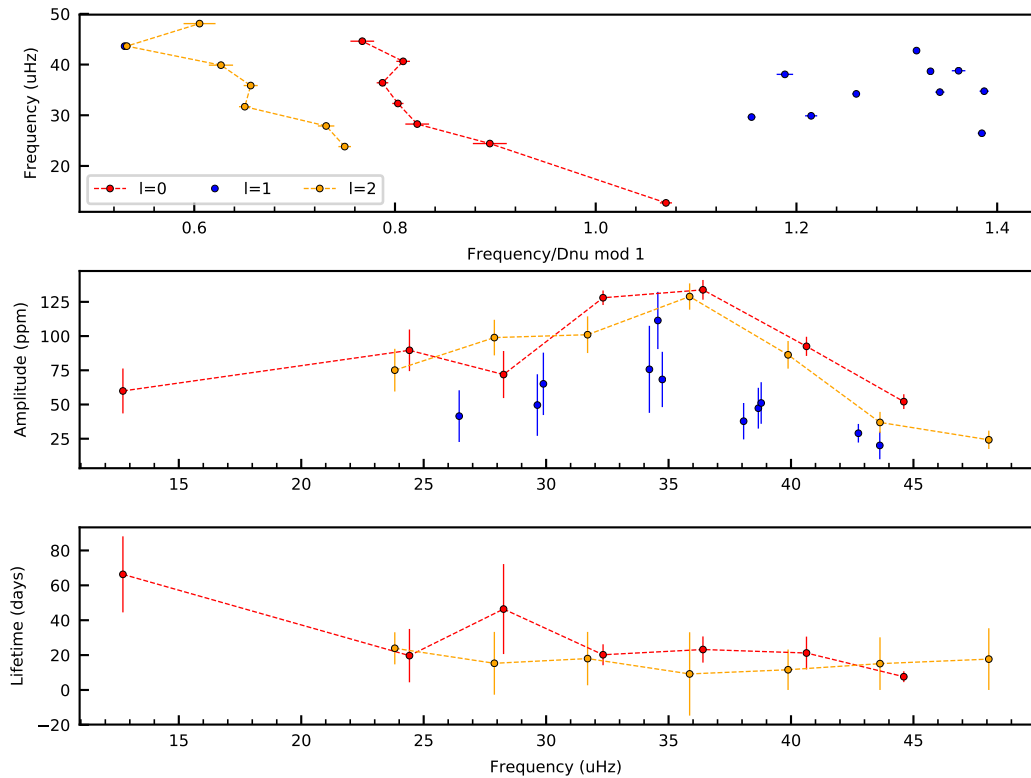 50
40
30
20
Frequency (uHz)
l=0 l=1 l=2
0.6 0.8 1.0 1.2 1.4
Frequency/Dnu mod 1
125
100
75
50
25
Amplitude (ppm)
15 20 25 30 35 40 45
80
60
40
20
0
−20
Lifetime (days)
15 20 25 30 35 40 45
Frequency (uHz)